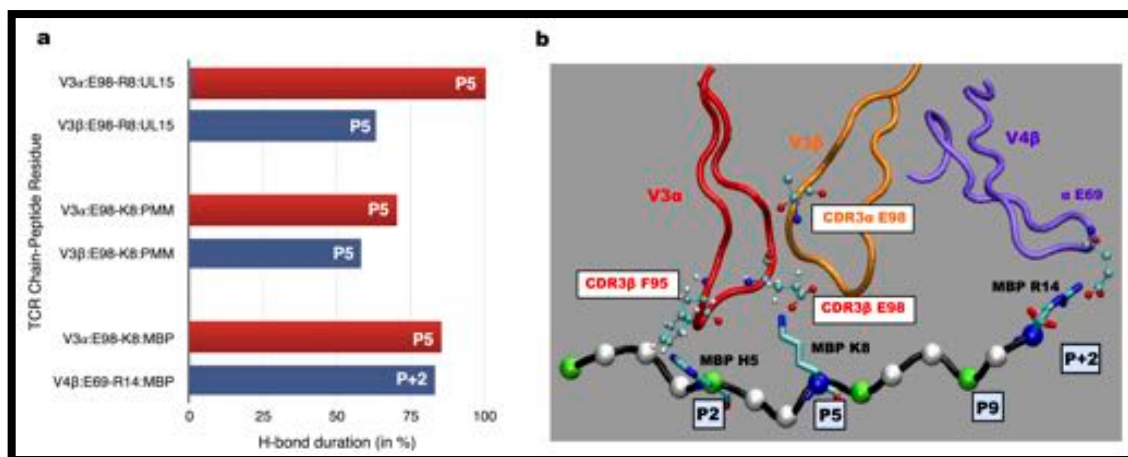 a
V3α:E98-R8:UL15
P5
V3β:E98-R8:UL15
P5
V3α:E98-K8:PMM
P5
V3β:E98-K8:PMM
P5
V3α:E98-K8:MBP
P5
V4β:E69-R14:MBP
P+2
0 25 50 75 100
H-bond duration (in %)
TCR Chain-Peptide Residue
b
V3α
V3β
V4β
α E69
CDR3α E98
CDR3β F95
CDR3β E98
MBP R14
MBP H5
MBP K8
P+2
P2
P5
P9